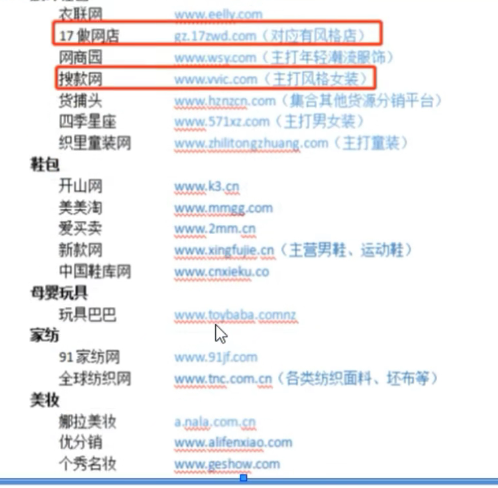 衣联网 www.eelly.com
17做网店 gz.17zwd.com（对应有风格店）
网商园 www.wsy.com（主打年轻潮流服饰）
搜款网 www.vvic.com（主打风格女装）
货捕头 www.hznzcn.com（集合其他货源分销平台）
四季星座 www.571xz.com（主打男女装）
织里童装网 www.zhilitongzhuang.com（主打童装）
鞋包
开山网 www.k3.cn
美美淘 www.mmgg.com
爱买卖 www.2mm.cn
新款网 www.xingfujie.cn（主营男鞋、运动鞋）
中国鞋库网 www.cnxieku.co
母婴玩具
玩具巴巴 www.toybaba.comnz
家纺
91家纺网 www.91jf.com
全球纺织网 www.tnc.com.cn（各类纺织面料、坯布等）
美妆
娜拉美妆 a.nala.com.cn
优分销 www.alifenxiao.com
个秀名妆 www.geshow.com